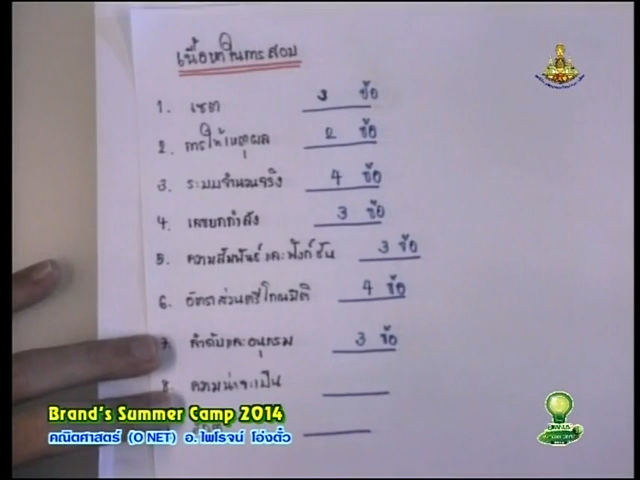 เนื้อหาในการสอบ
1. เซต 3 ข้อ
2. การให้เหตุผล 2 ข้อ
3. ระบบจำนวนจริง 4 ข้อ
4. เลขยกกำลัง 3 ข้อ
5. ความสัมพันธ์และฟังก์ชัน 3 ข้อ
6. อัตราส่วนตรีโกณมิติ 4 ข้อ
7. ลำดับและอนุกรม 3 ข้อ
8. ความน่าจะเป็น
Brand's Summer Camp 2014
คณิตศาสตร์ (O NET) อ.ไพโรจน์ โอ่งตั๋ว